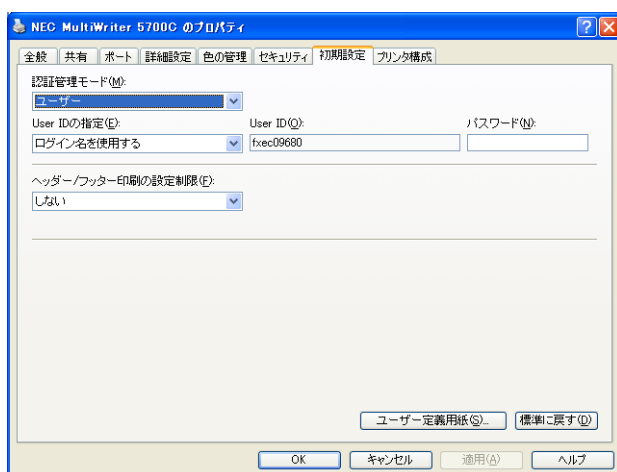 NEC MultiWriter 5700C のプロパティ
全般 共有 ポート 詳細設定 色の管理 セキュリティ 初期設定 プリンタ構成
認証管理モード(M):
ユーザー
User IDの指定(E): User ID(O): パスワード(N):
ログイン名を使用する fxec09680
ヘッダー/フッター印刷の設定制限(F):
しない
ユーザー定義用紙(S)... 標準に戻す(D)
OK キャンセル 適用(A) ヘルプ